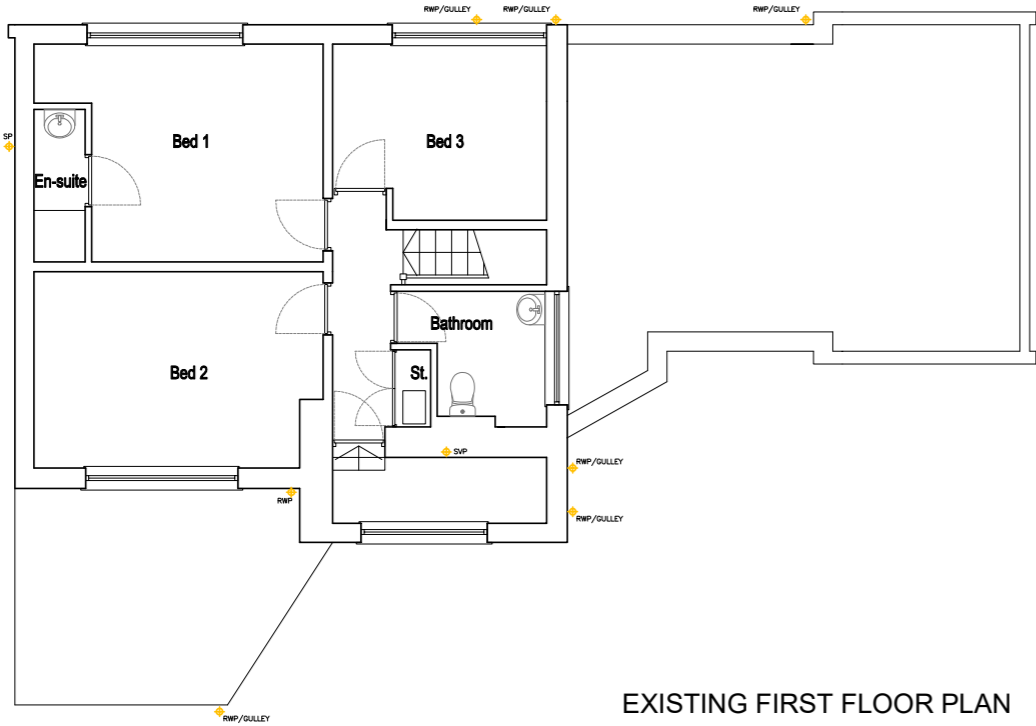 RWP/GULLEY
RWP/GULLEY
RWP/GULLEY
SP
Bed 1
Bed 3
En-suite
Bathroom
Bed 2
St.
SVP
RWP/GULLEY
RWP
RWP/GULLEY
EXISTING FIRST FLOOR PLAN
RWP/GULLEY